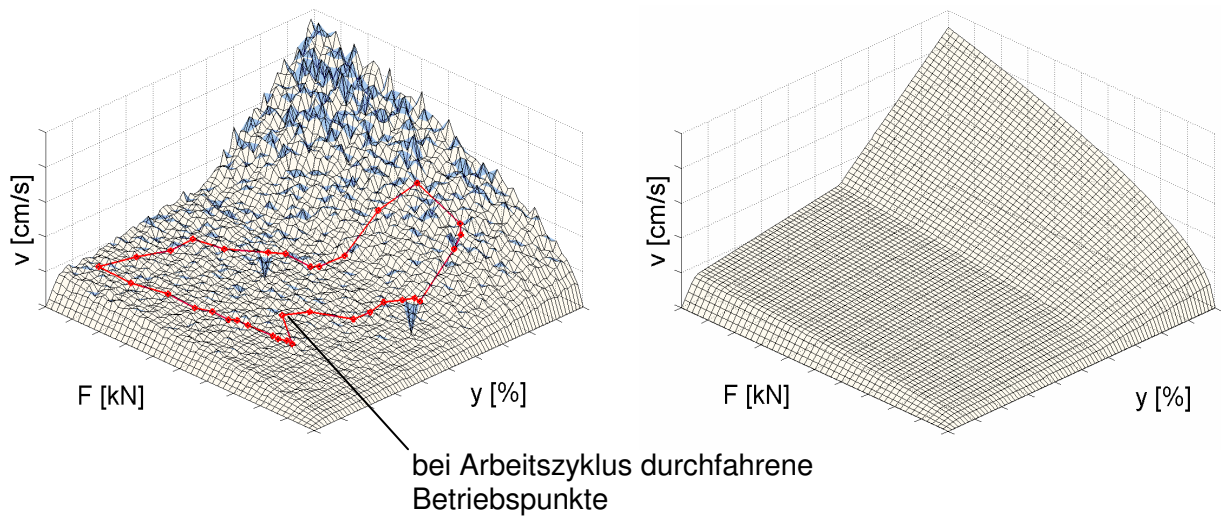 v [cm/s]
F [kN]
y [%]
bei Arbeitszyklus durchfahrene
Betriebspunkte
v [cm/s]
F [kN]
y [%]